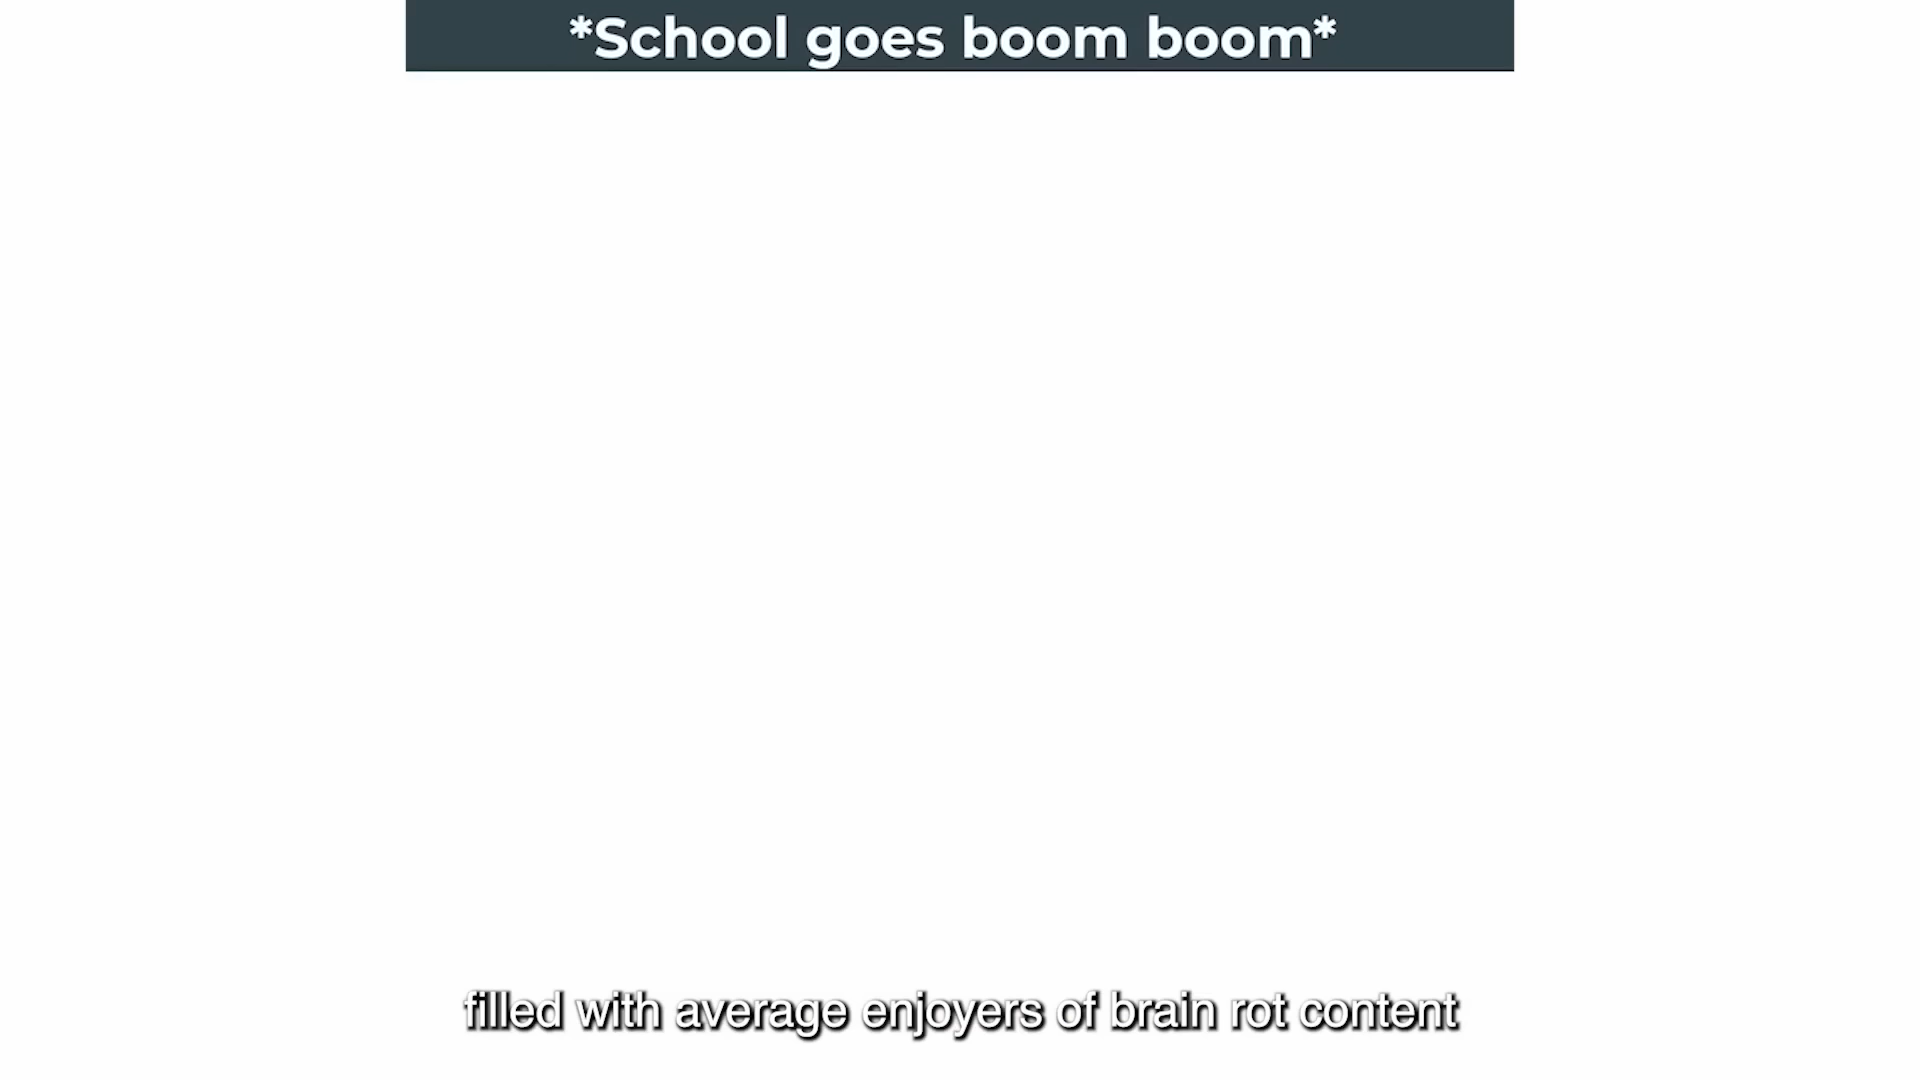 *School goes boom boom*
filled with average enjoyers of brain rot content